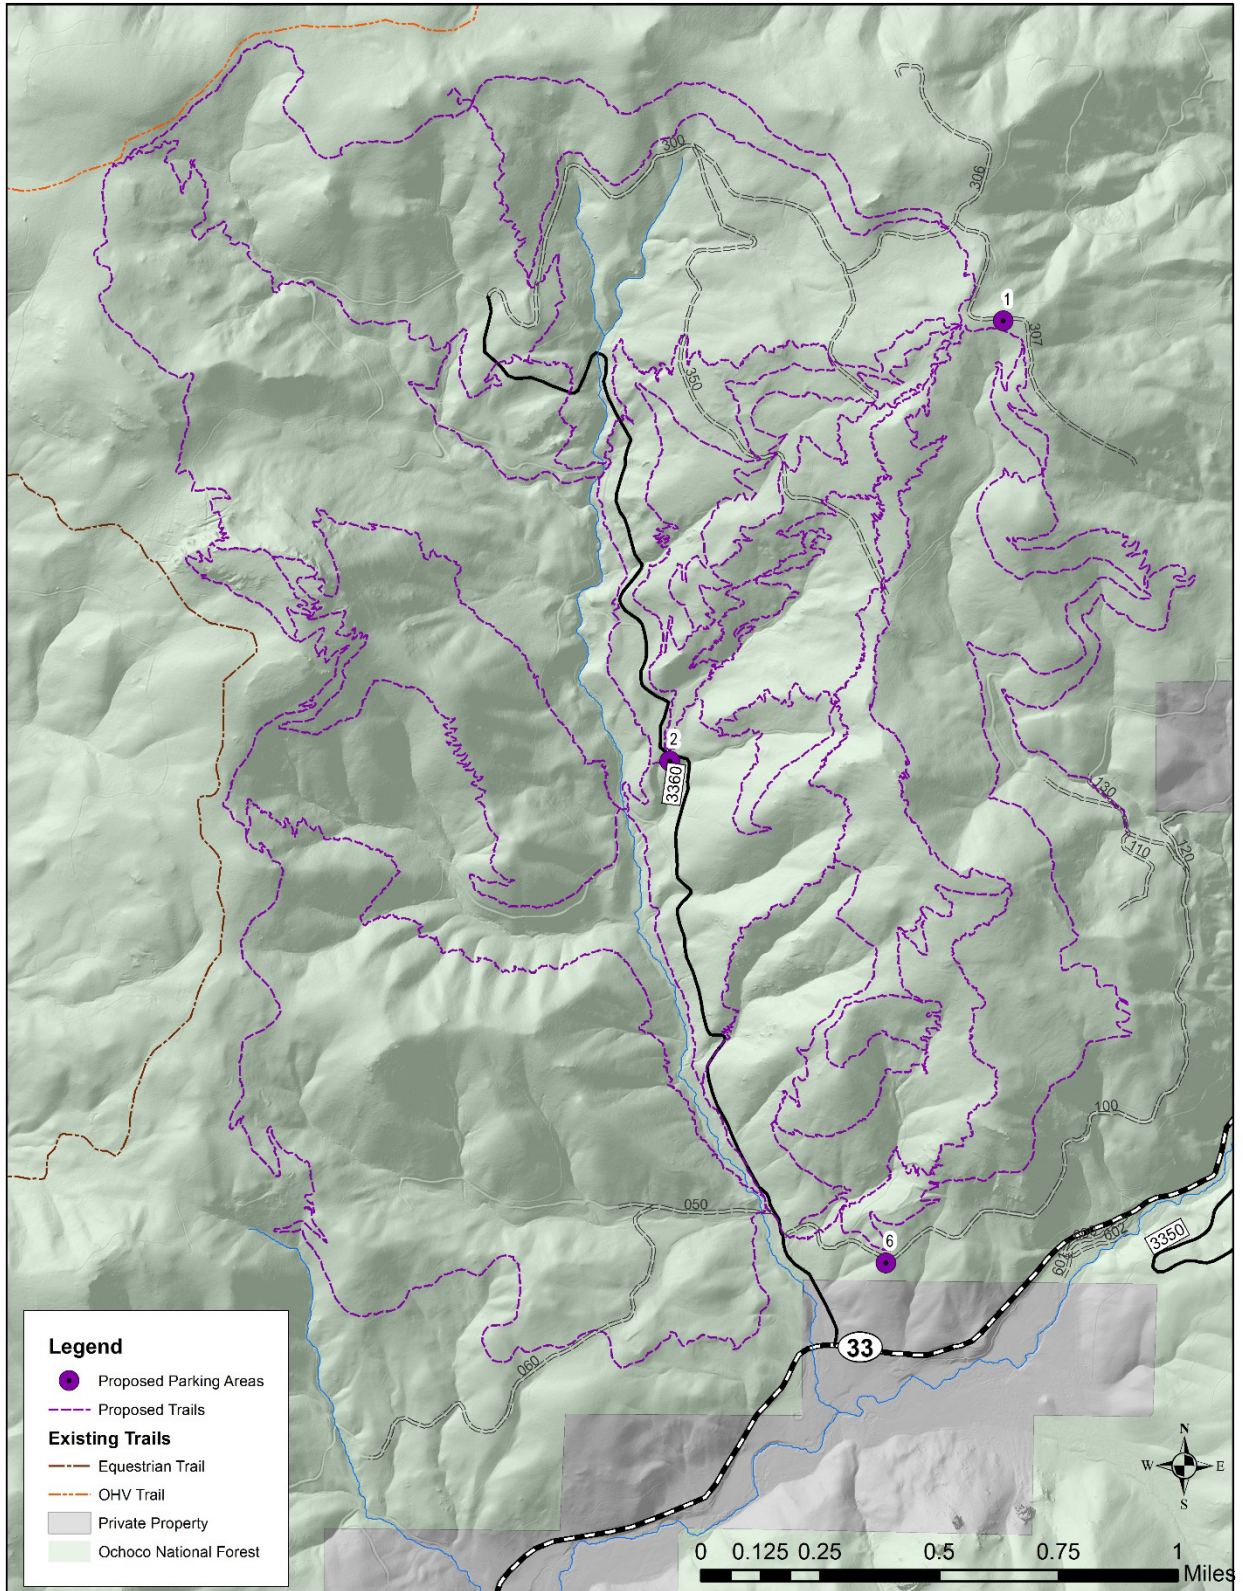 300
306
1
307
350
2
3360
130
110
120
100
050
6
602
601
3350
33
060
Legend
Proposed Parking Areas
Proposed Trails
Existing Trails
Equestrian Trail
OHV Trail
Private Property
Ochoco National Forest
N
W E
S
0 0.125 0.25 0.5 0.75 1
Miles